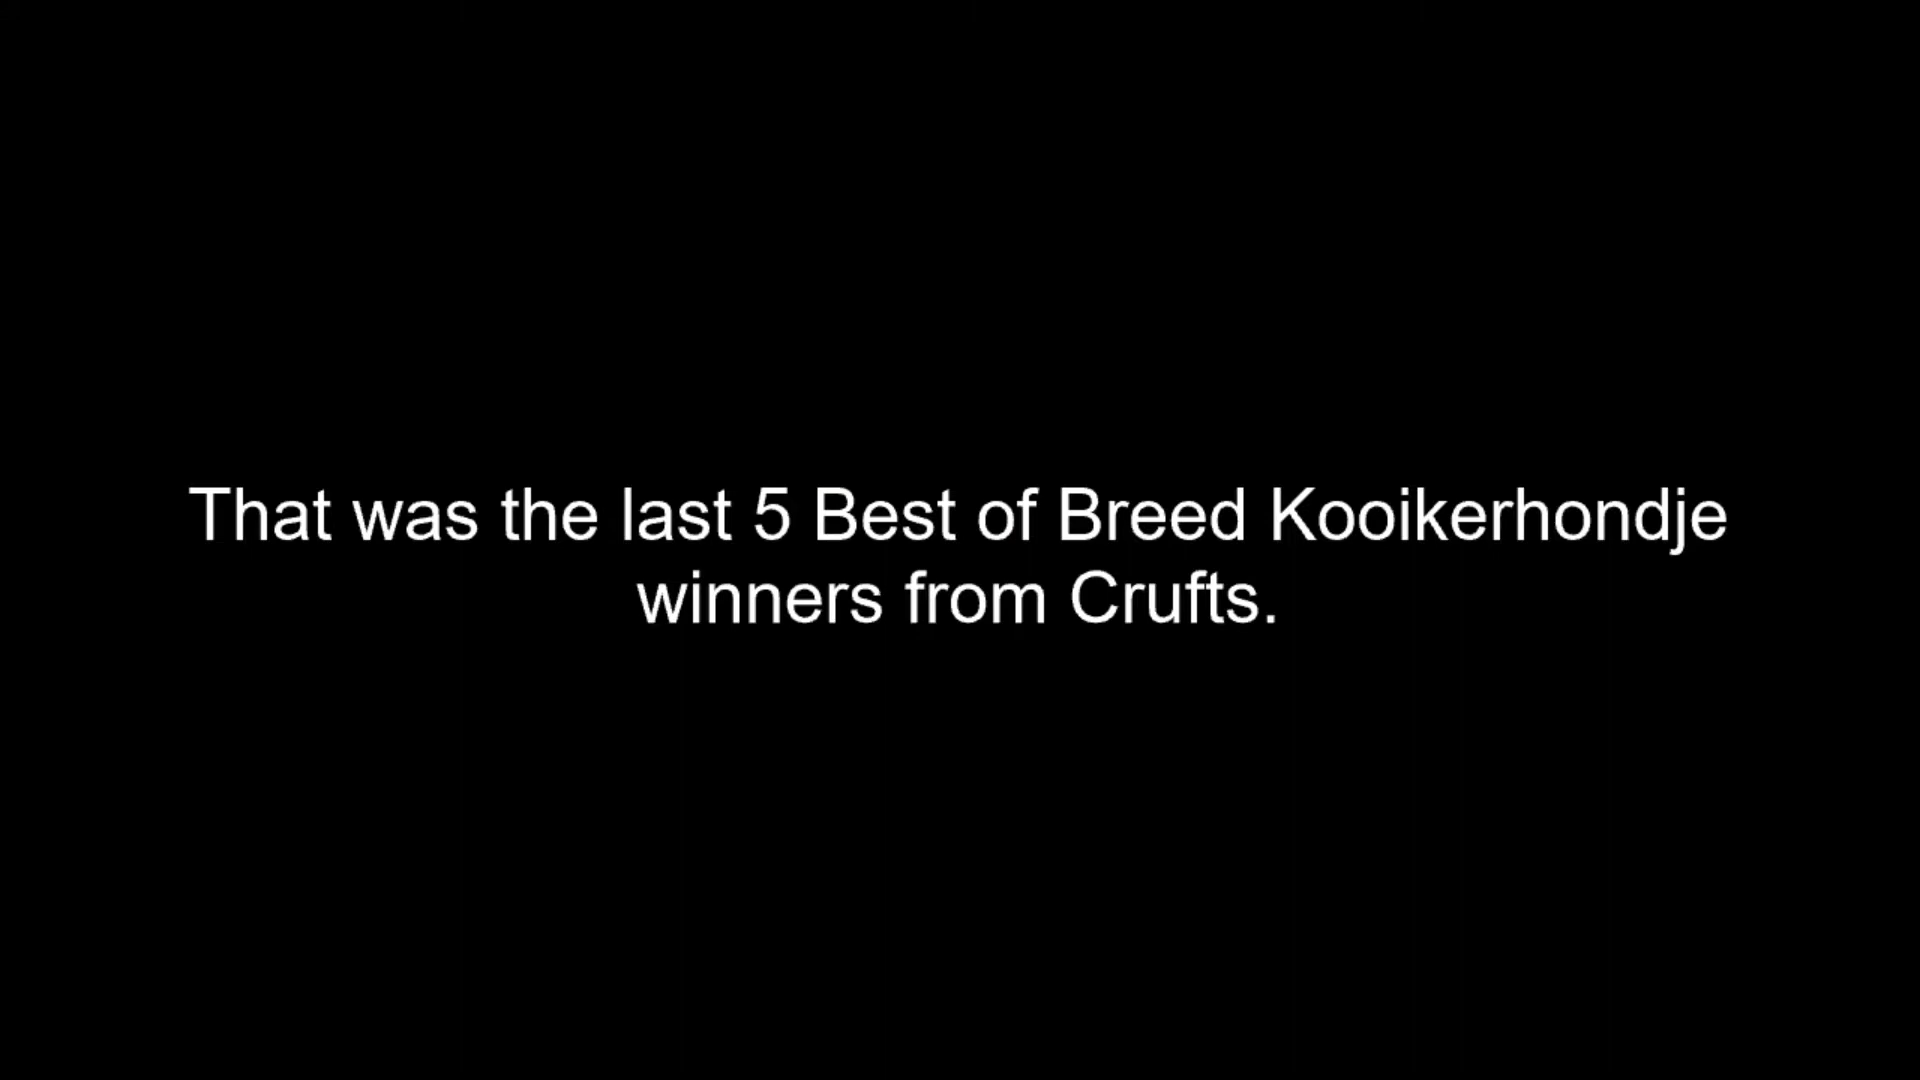 That was the last 5 Best of Breed Kooikerhondje
winners from Crufts.